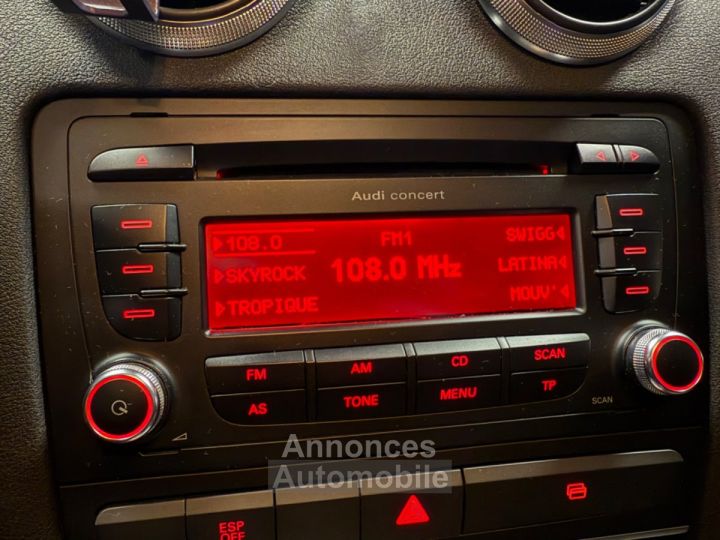 Audi concert
108.0 FM1 SWIGG
SKYROCK 108.0 MHz LATINA
TROPIQUE MOUV'
FM AM CD SCAN
AS TONE MENU TP
SCAN
Annonces
Automobile
ESP
OFF